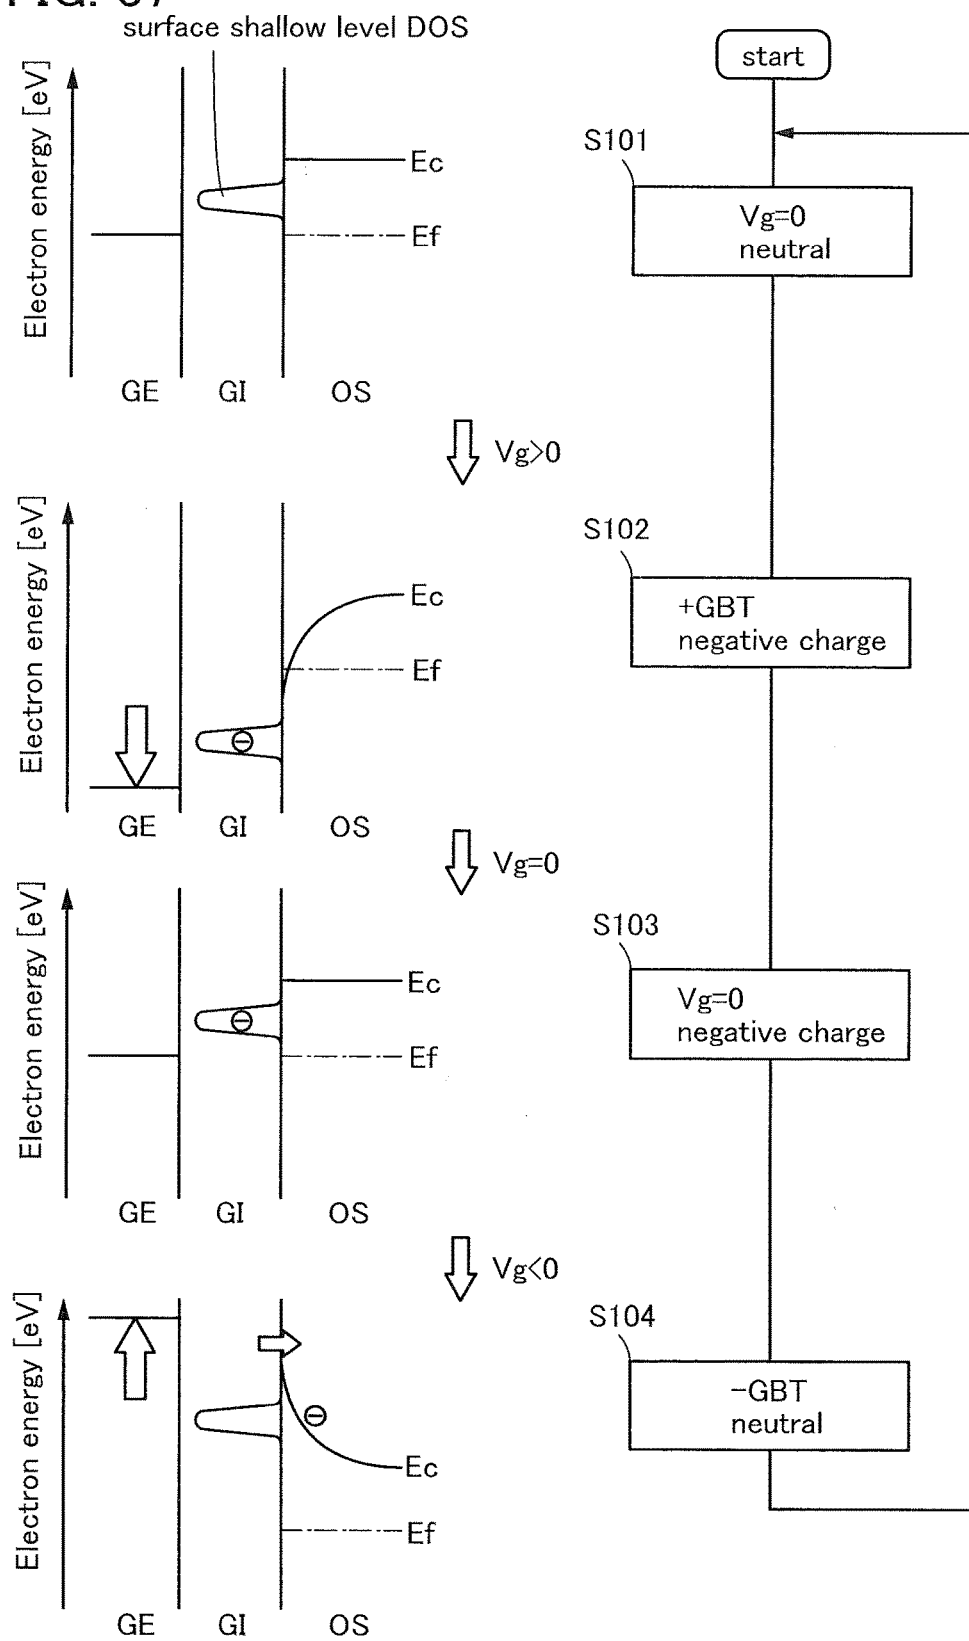 surface shallow level DOS
Electron energy [eV]
Ec
Ef
GE GI OS
Vg>0
Electron energy [eV]
Ec
Ef
GE GI OS
Vg=0
Electron energy [eV]
Ec
Ef
GE GI OS
Vg<0
Electron energy [eV]
Ec
Ef
GE GI OS
start
S101
Vg=0
neutral
S102
+GBT
negative charge
S103
Vg=0
negative charge
S104
-GBT
neutral